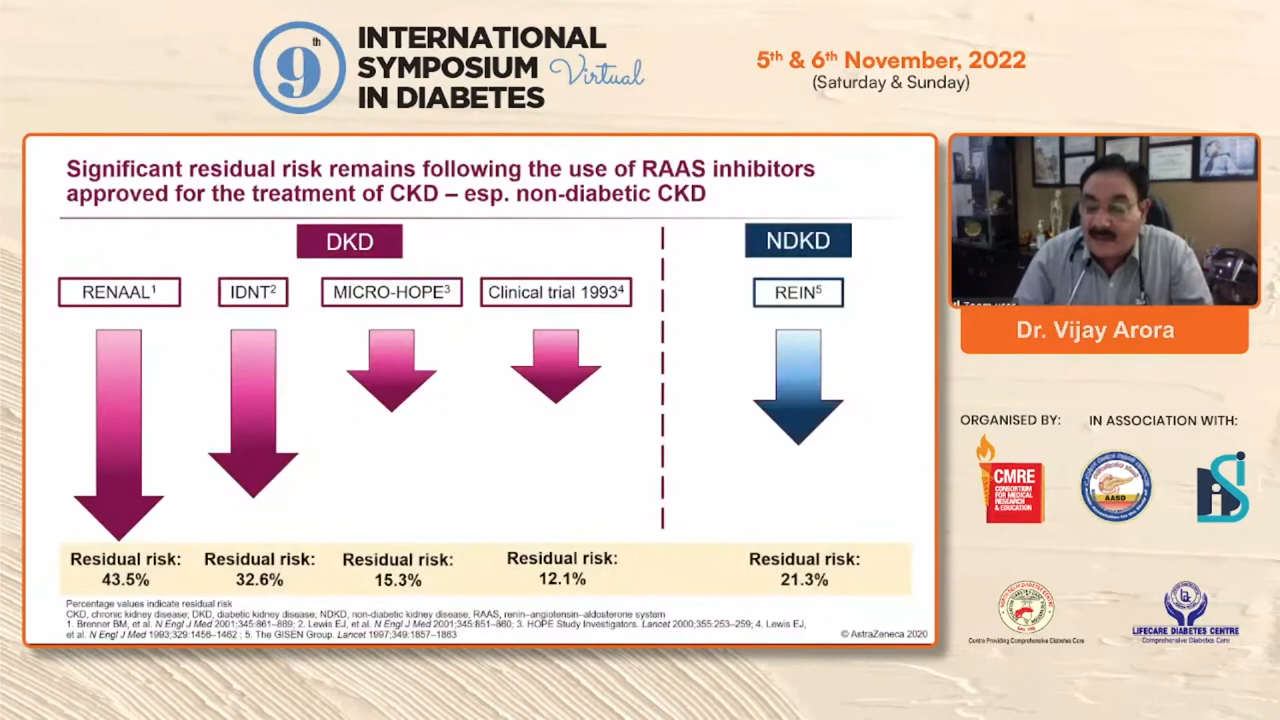 9th
INTERNATIONAL
SYMPOSIUM Virtual
IN DIABETES
5th & 6th November, 2022
(Saturday & Sunday)
Significant residual risk remains following the use of RAAS inhibitors
approved for the treatment of CKD – esp. non-diabetic CKD
DKD
NDKD
RENAAL¹
IDNT²
MICRO-HOPE³
Clinical trial 1993⁴
REIN⁵
Residual risk:
43.5%
Residual risk:
32.6%
Residual risk:
15.3%
Residual risk:
12.1%
Residual risk:
21.3%
Percentage values indicate residual risk
CKD, chronic kidney disease; DKD, diabetic kidney disease; NDKD, non-diabetic kidney disease; RAAS, renin–angiotensin–aldosterone system
1. Brenner BM, et al. N Engl J Med 2001;345:861–869; 2. Lewis EJ, et al. N Engl J Med 2001;345:851–860; 3. HOPE Study Investigators. Lancet 2000;355:253–259; 4. Lewis EJ,
et al. N Engl J Med 1993;329:1456–1462 ; 5. The GISEN Group. Lancet 1997;349:1857–1863
© AstraZeneca 2020
Zoom user
Dr. Vijay Arora
ORGANISED BY:
IN ASSOCIATION WITH:
CMRE
CONSORTIUM
FOR MEDICAL
RESEARCH
& EDUCATION
AASD
Centre Providing Comprehensive Diabetes Care
LIFECARE DIABETES CENTRE
Comprehensive Diabetes Care